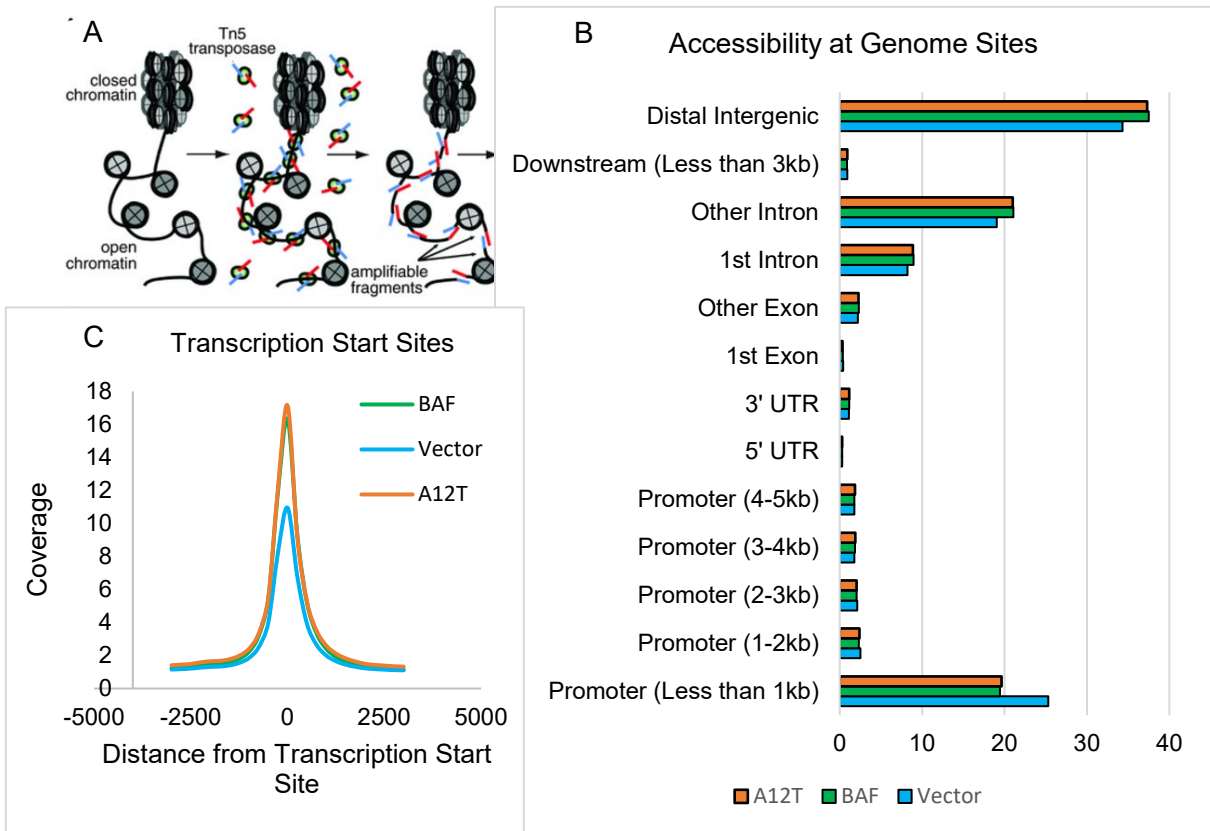 A
Tn5
transposase
closed
chromatin
open
chromatin
amplifiable
fragments
B
Accessibility at Genome Sites
Distal Intergenic
Downstream (Less than 3kb)
Other Intron
1st Intron
Other Exon
1st Exon
3' UTR
5' UTR
Promoter (4-5kb)
Promoter (3-4kb)
Promoter (2-3kb)
Promoter (1-2kb)
Promoter (Less than 1kb)
0 10 20 30 40
A12T BAF Vector
C
Transcription Start Sites
18
16
14
12
10
8
6
4
2
0
Coverage
BAF
Vector
A12T
-5000 -2500 0 2500 5000
Distance from Transcription Start
Site